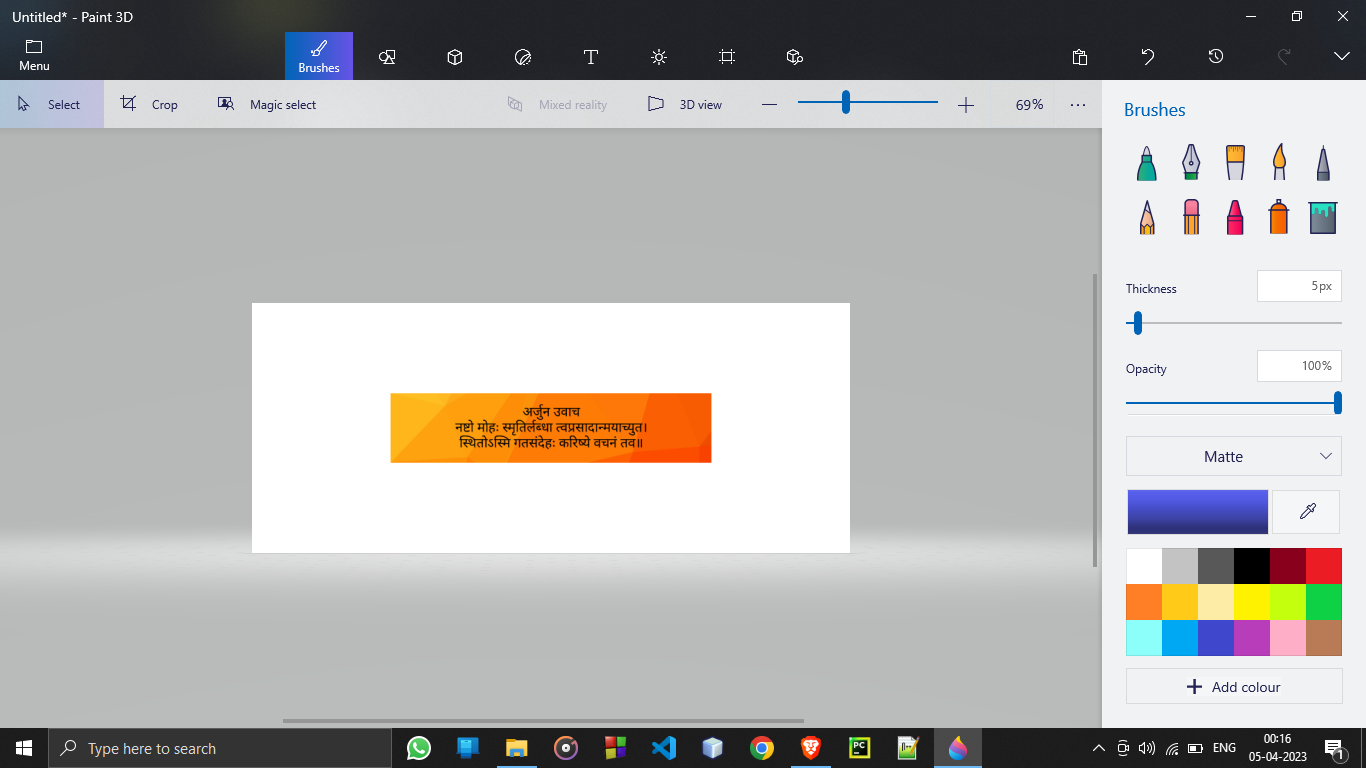 Untitled* - Paint 3D
Menu
Brushes
Select
Crop
Magic select
Mixed reality
3D view
69%
Brushes
Thickness
5px
Opacity
100%
Matte
Add colour
अर्जुन उवाच
नष्टो मोहः स्मृतिर्लब्धा त्वप्रसादान्मयाच्युत।
स्थितोऽस्मि गतसंदेहः करिष्ये वचनं तव॥
Type here to search
PC
ENG
00:16
05-04-2023
1